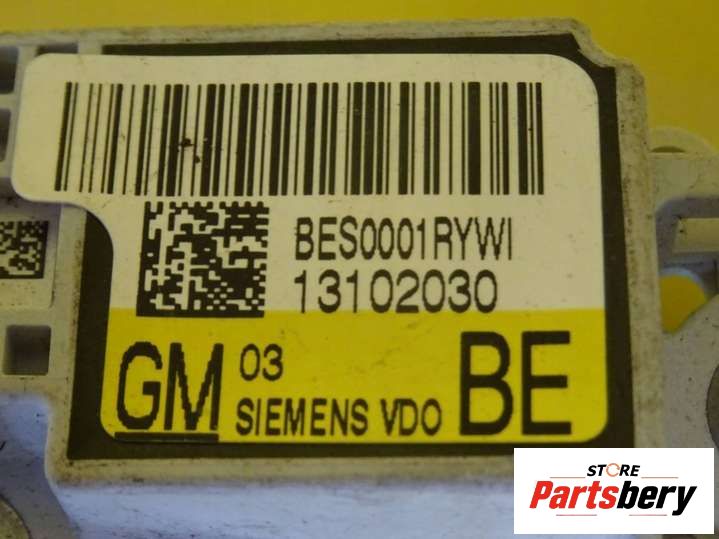 BES0001RYWI
13102030
GM 03
SIEMENS VDO
BE
STORE
Partsbery